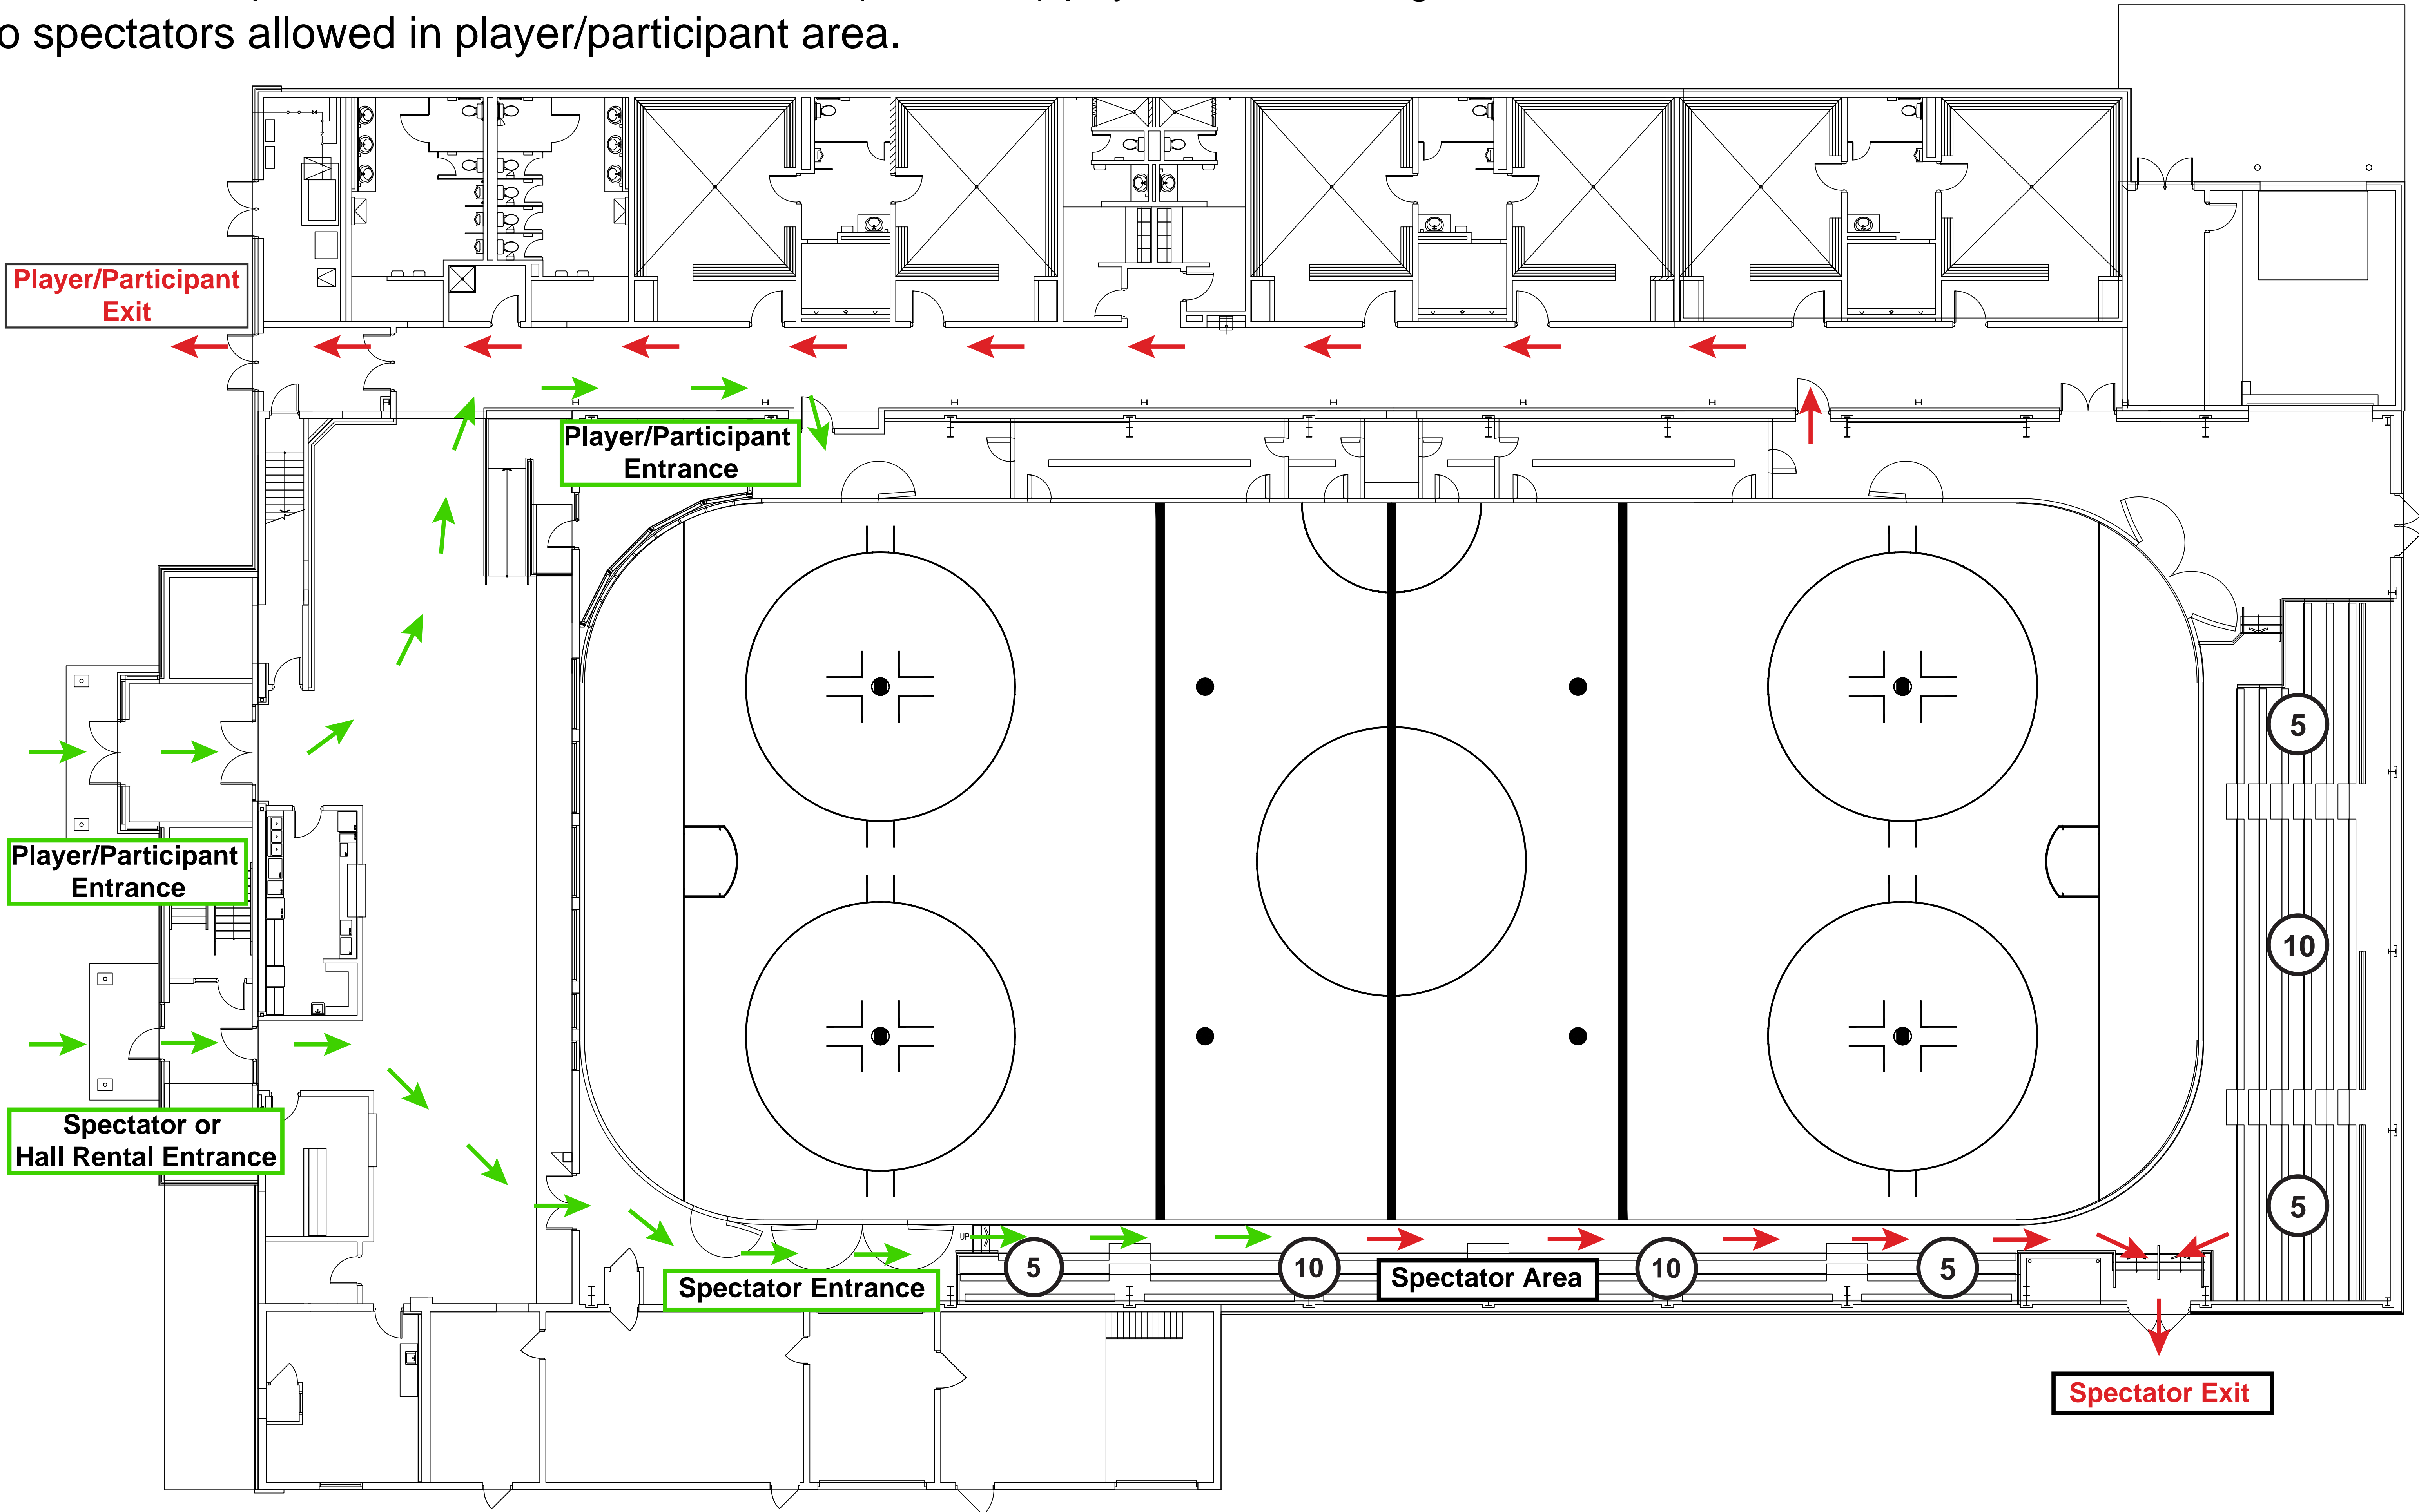 o spectators allowed in player/participant area.
Player/Participant
Exit
Player/Participant
Entrance
5
Player/Participant
Entrance
10
Spectator or
Hall Rental Entrance
5
UP
5
10
Spectator Area
10
5
Spectator Entrance
Spectator Exit